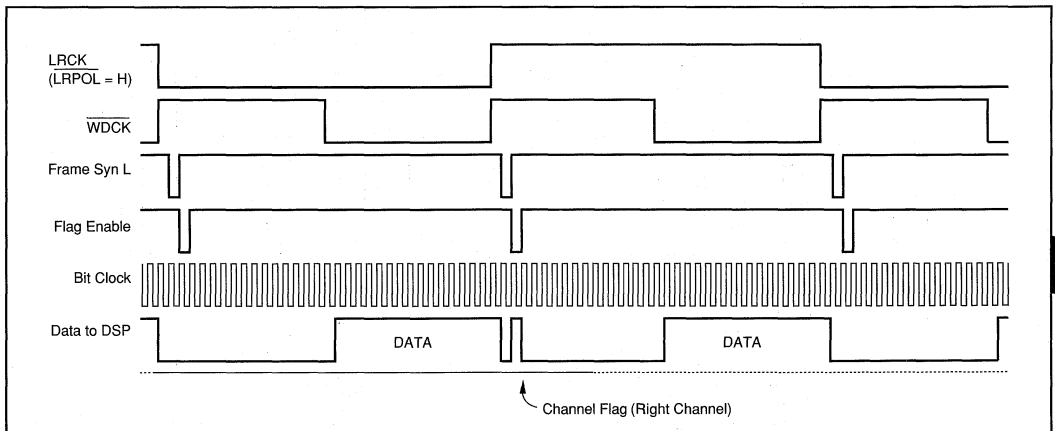 LRCK
(LRPOL = H)
WDCK
Frame Syn L
Flag Enable
Bit Clock
Data to DSP
DATA
DATA
Channel Flag (Right Channel)